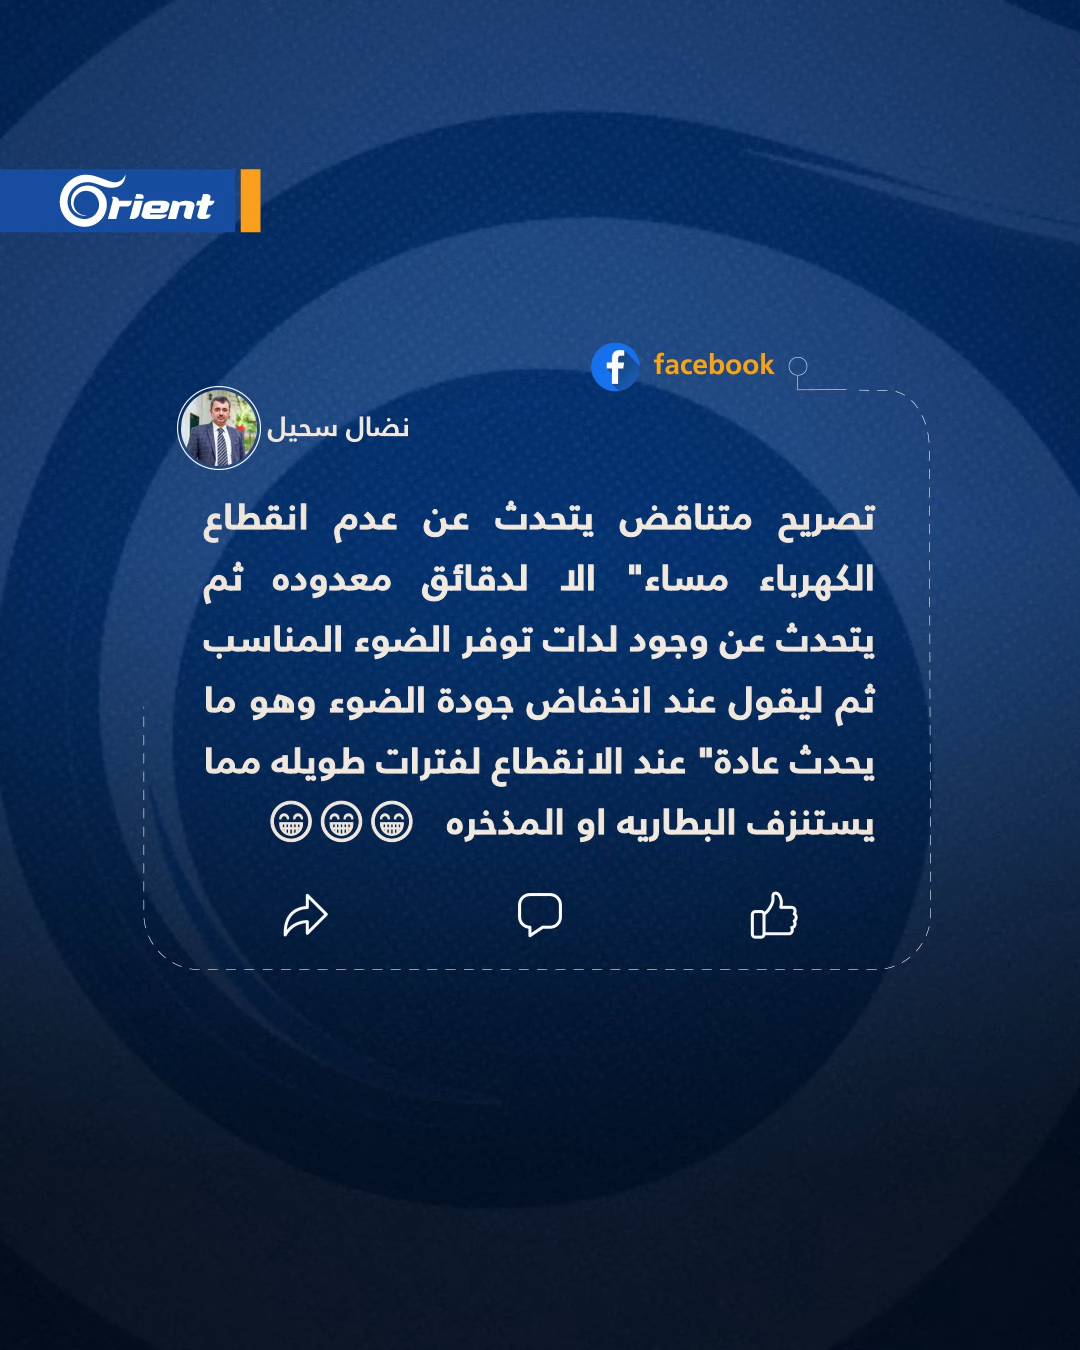 Orient
facebook
نضال سحيل
تصريح متناقض يتحدث عن عدم انقطاع
الكهرباء مساء" الا لدقائق معدوده ثم
يتحدث عن وجود لدات توفر الضوء المناسب
ثم ليقول عند انخفاض جودة الضوء وهو ما
يحدث عادة" عند الانقطاع لفترات طويله مما
يستنزف البطاريه او المذخره 😁😁😁